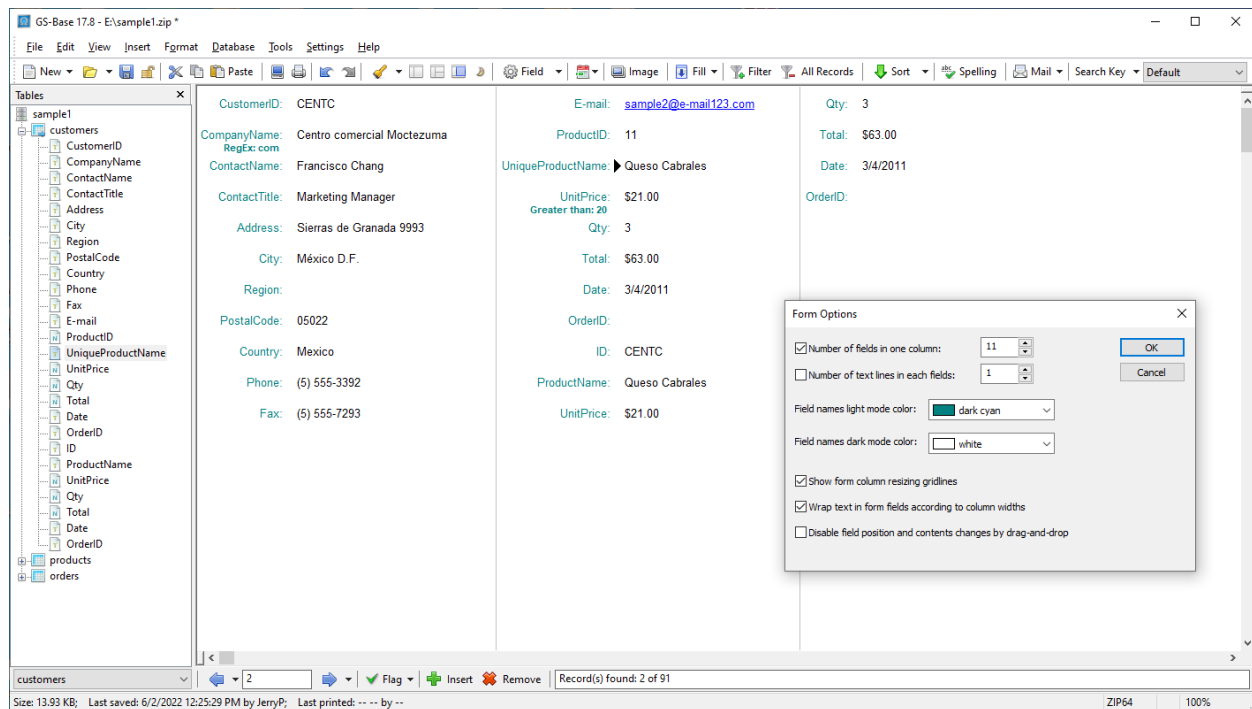 GS-Base 17.8 - E:\sample1.zip *
File Edit View Insert Format Database Tools Settings Help
New Paste Field Image Fill Filter All Records Sort abc Spelling Mail Search Key Default
Tables
sample1
customers
CustomerID
CompanyName
ContactName
ContactTitle
Address
City
Region
PostalCode
Country
Phone
Fax
E-mail
ProductID
UniqueProductName
UnitPrice
Qty
Total
Date
OrderID
ID
ProductName
UnitPrice
Qty
Total
Date
OrderID
products
orders
CustomerID: CENTC
CompanyName: Centro comercial Moctezuma
RegEx: com
ContactName: Francisco Chang
ContactTitle: Marketing Manager
Address: Sierras de Granada 9993
City: México D.F.
Region:
PostalCode: 05022
Country: Mexico
Phone: (5) 555-3392
Fax: (5) 555-7293
E-mail: sample2@e-mail123.com
ProductID: 11
UniqueProductName: Queso Cabrales
UnitPrice: $21.00
Greater than: 20
Qty: 3
Total: $63.00
Date: 3/4/2011
OrderID:
ID: CENTC
ProductName: Queso Cabrales
UnitPrice: $21.00
Qty: 3
Total: $63.00
Date: 3/4/2011
OrderID:
Form Options
Number of fields in one column: 11
OK
Number of text lines in each fields: 1
Cancel
Field names light mode color: dark cyan
Field names dark mode color: white
Show form column resizing gridlines
Wrap text in form fields according to column widths
Disable field position and contents changes by drag-and-drop
customers 2 Flag Insert Remove Record(s) found: 2 of 91
Size: 13.93 KB; Last saved: 6/2/2022 12:25:29 PM by JerryP; Last printed: -- -- by -- ZIP64 100%